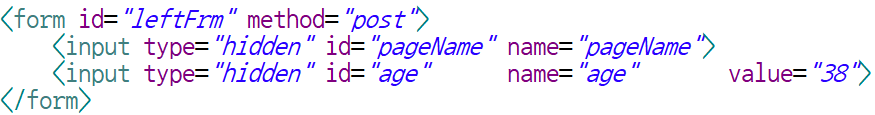 <form id="leftFrm" method="post">
    <input type="hidden" id="pageName" name="pageName">
    <input type="hidden" id="age"      name="age"      value="38">
</form>